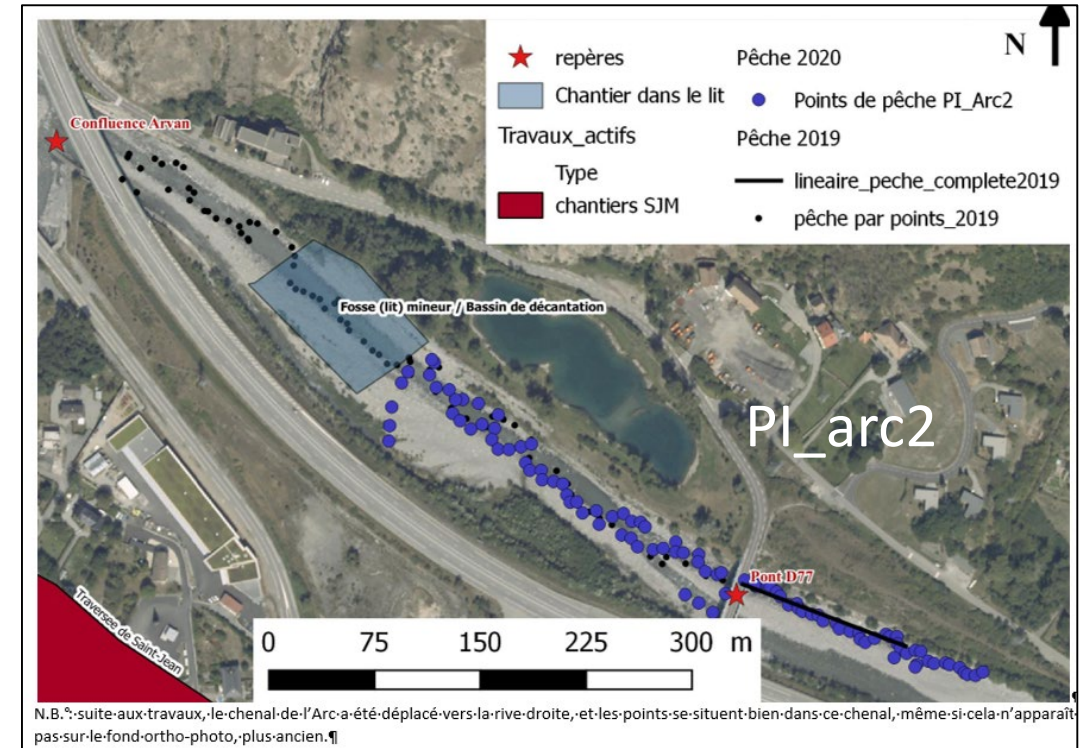 N
repères
Chantier dans le lit
Travaux_actifs
Type
chantiers SJM
Pêche 2020
Points de pêche PI_Arc2
Pêche 2019
lineaire_peche_complete2019
pêche par points_2019
Confluence Arvan
Fosse (lit) mineur / Bassin de décantation
PI_arc2
Pont D77
Traversee de Saint-Jean
0 75 150 225 300 m
N.B.°:·suite·aux·travaux,·le·chenal·de·l'Arc·a·été·déplacé·vers·la·rive·droite,·et·les·points·se·situent·bien·dans·ce·chenal,·même·si·cela·n'apparaît·
pas·sur·le·fond·ortho-photo,·plus·ancien.¶